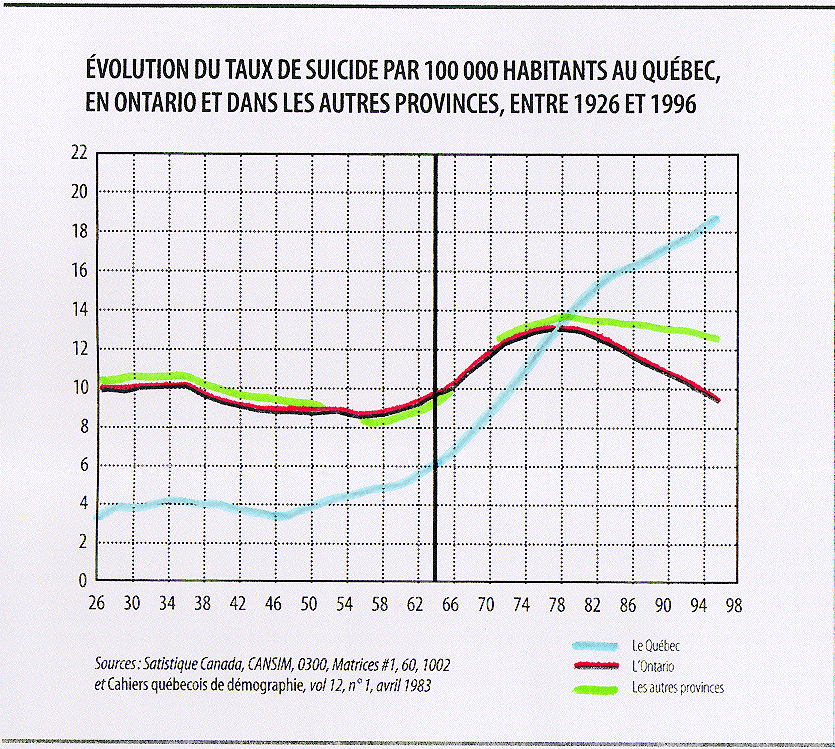 ÉVOLUTION DU TAUX DE SUICIDE PAR 100 000 HABITANTS AU QUÉBEC,
EN ONTARIO ET DANS LES AUTRES PROVINCES, ENTRE 1926 ET 1996
22
20
18
16
14
12
10
8
6
4
2
0
26 30 34 38 42 46 50 54 58 62 66 70 74 78 82 86 90 94 98
Sources : Satistique Canada, CANSIM, 0300, Matrices #1, 60, 1002
et Cahiers québecois de démographie, vol 12, n° 1, avril 1983
Le Québec
L'Ontario
Les autres provinces